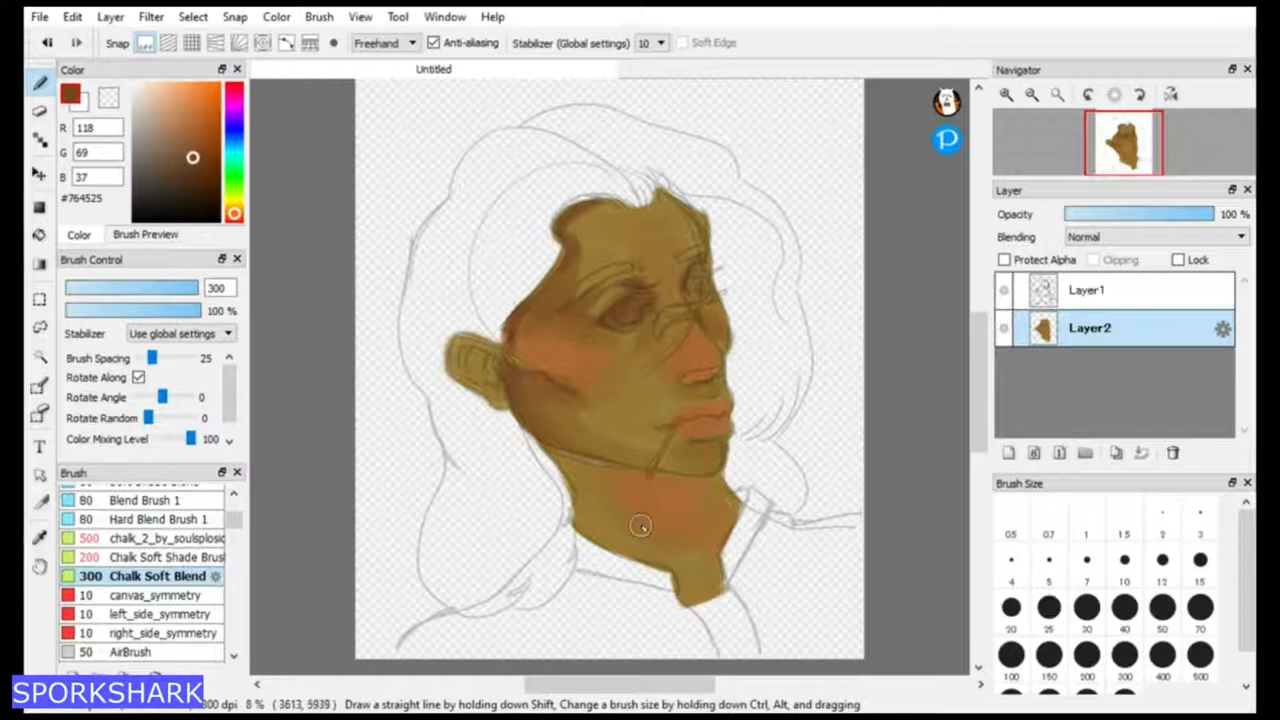 File Edit Layer Filter Select Snap Color Brush View Tool Window Help
Snap OFF Freehand Anti-aliasing Stabilizer (Global settings) 10 Soft Edge
Color
Untitled
Navigator
R 118
G 69
B 37
#764525
Color Brush Preview
Brush Control
300
100 %
Stabilizer Use global settings
Brush Spacing 25
Rotate Along
Rotate Angle 0
Rotate Random 0
Color Mixing Level 100
Brush
80 Blend Brush 1
80 Hard Blend Brush 1
500 chalk_2_by_soulsplosio
200 Chalk Soft Shade Brus
300 Chalk Soft Blend
10 canvas_symmetry
10 left_side_symmetry
10 right_side_symmetry
50 AirBrush
Layer
Opacity 100 %
Blending Normal
Protect Alpha Clipping Lock
Layer1
Layer2
Brush Size
0.5 0.7 1 1.5 2 3
4 5 7 10 12 15
20 25 30 40 50 70
100 150 200 300 400 500
SPORKSHARK
dpi 8 % ( 3613, 5939 ) Draw a straight line by holding down Shift, Change a brush size by holding down Ctrl, Alt, and dragging